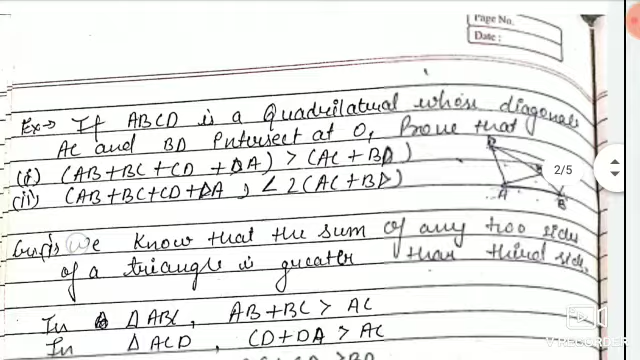 Page No.
Date :
Ex→ If ABCD is a Quadrilatual whose diagonals
AC and BD Intersect at O, Prove that
(i) (AB+BC+CD+DA) > (AC+BD)
(ii) (AB+BC+CD+DA) < 2(AC+BD)
D
A
B
2/5
(i) We know that the sum of any two sides
of a triangle is greater than third side.
In ΔABC, AB+BC > AC
In ΔACD, CD+DA > AC
V RECORDER